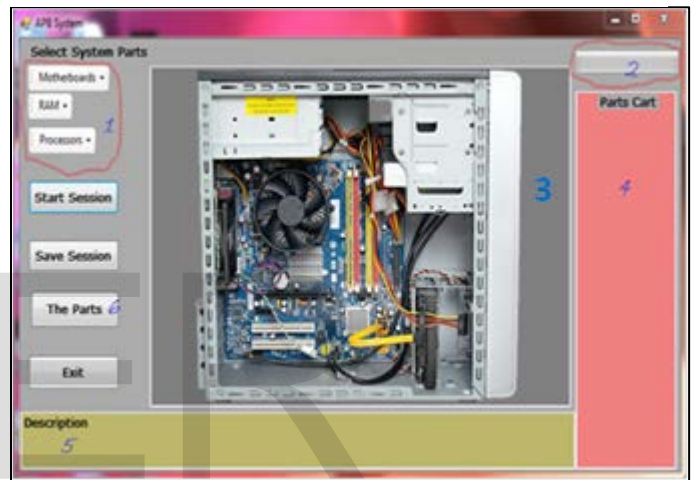 APB System
Select System Parts
Motherboards
RAM
Processors
1
2
3
Parts Cart
4
Start Session
Save Session
The Parts 6
Exit
Description
5